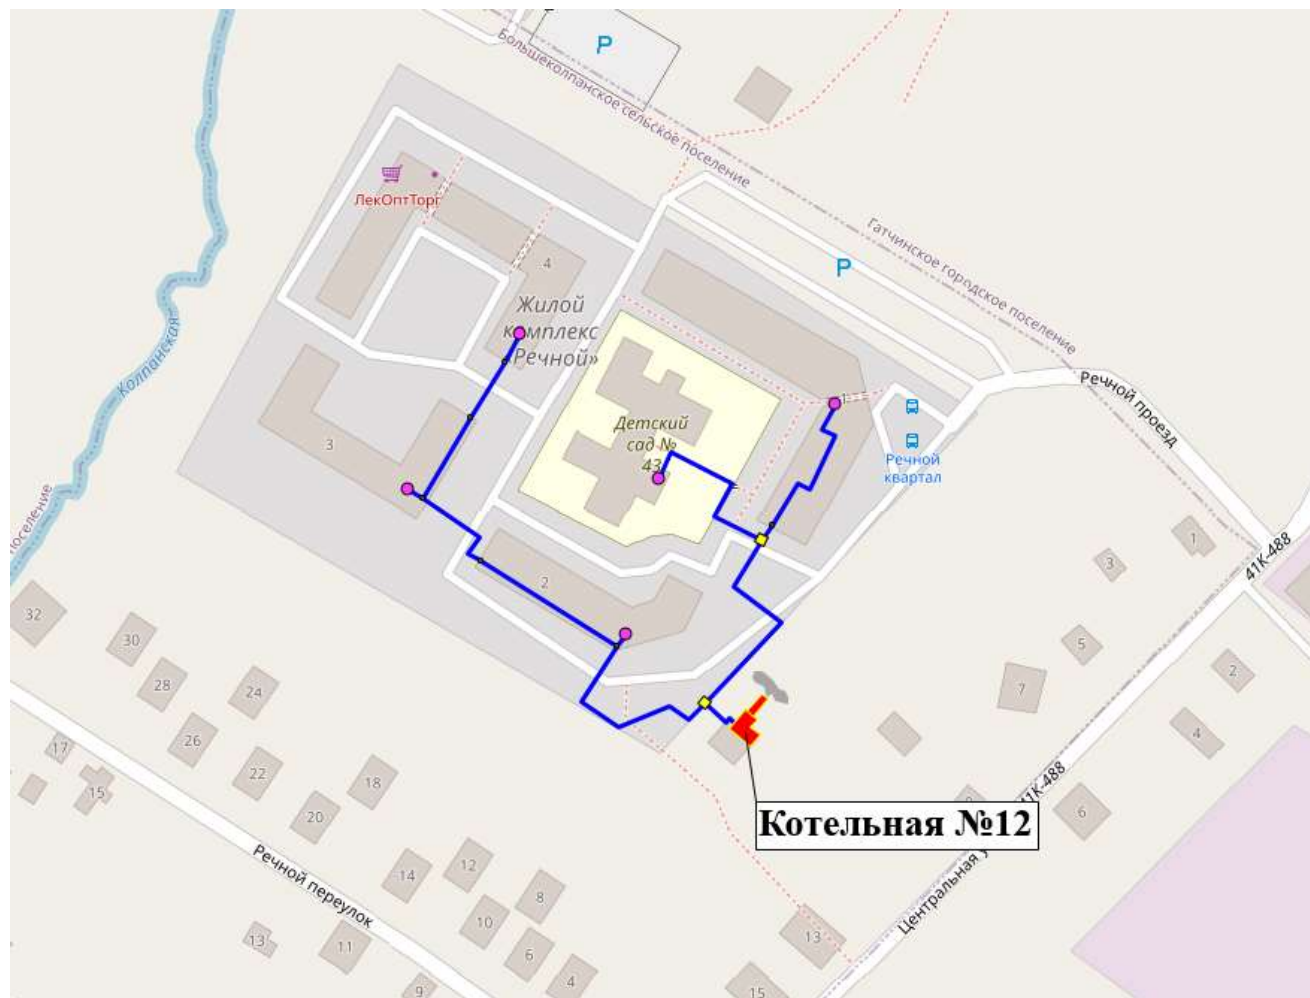 P
Большеколпанское сельское поселение
ЛекОптТорг
Гатчинское городское поселение
4
P
Жилой
комплекс
«Речной»
Колпанская
Речной проезд
1
Детский
сад №
43
3
Речной
квартал
поселение
1
41К-488
3
2
32
30
5
2
28
24
7
26
4
17
22
18
15
41К-488
6
20
Котельная №12
Речной переулок
12
14
8
Центральная у
10
13
11
6
13
4
9
15